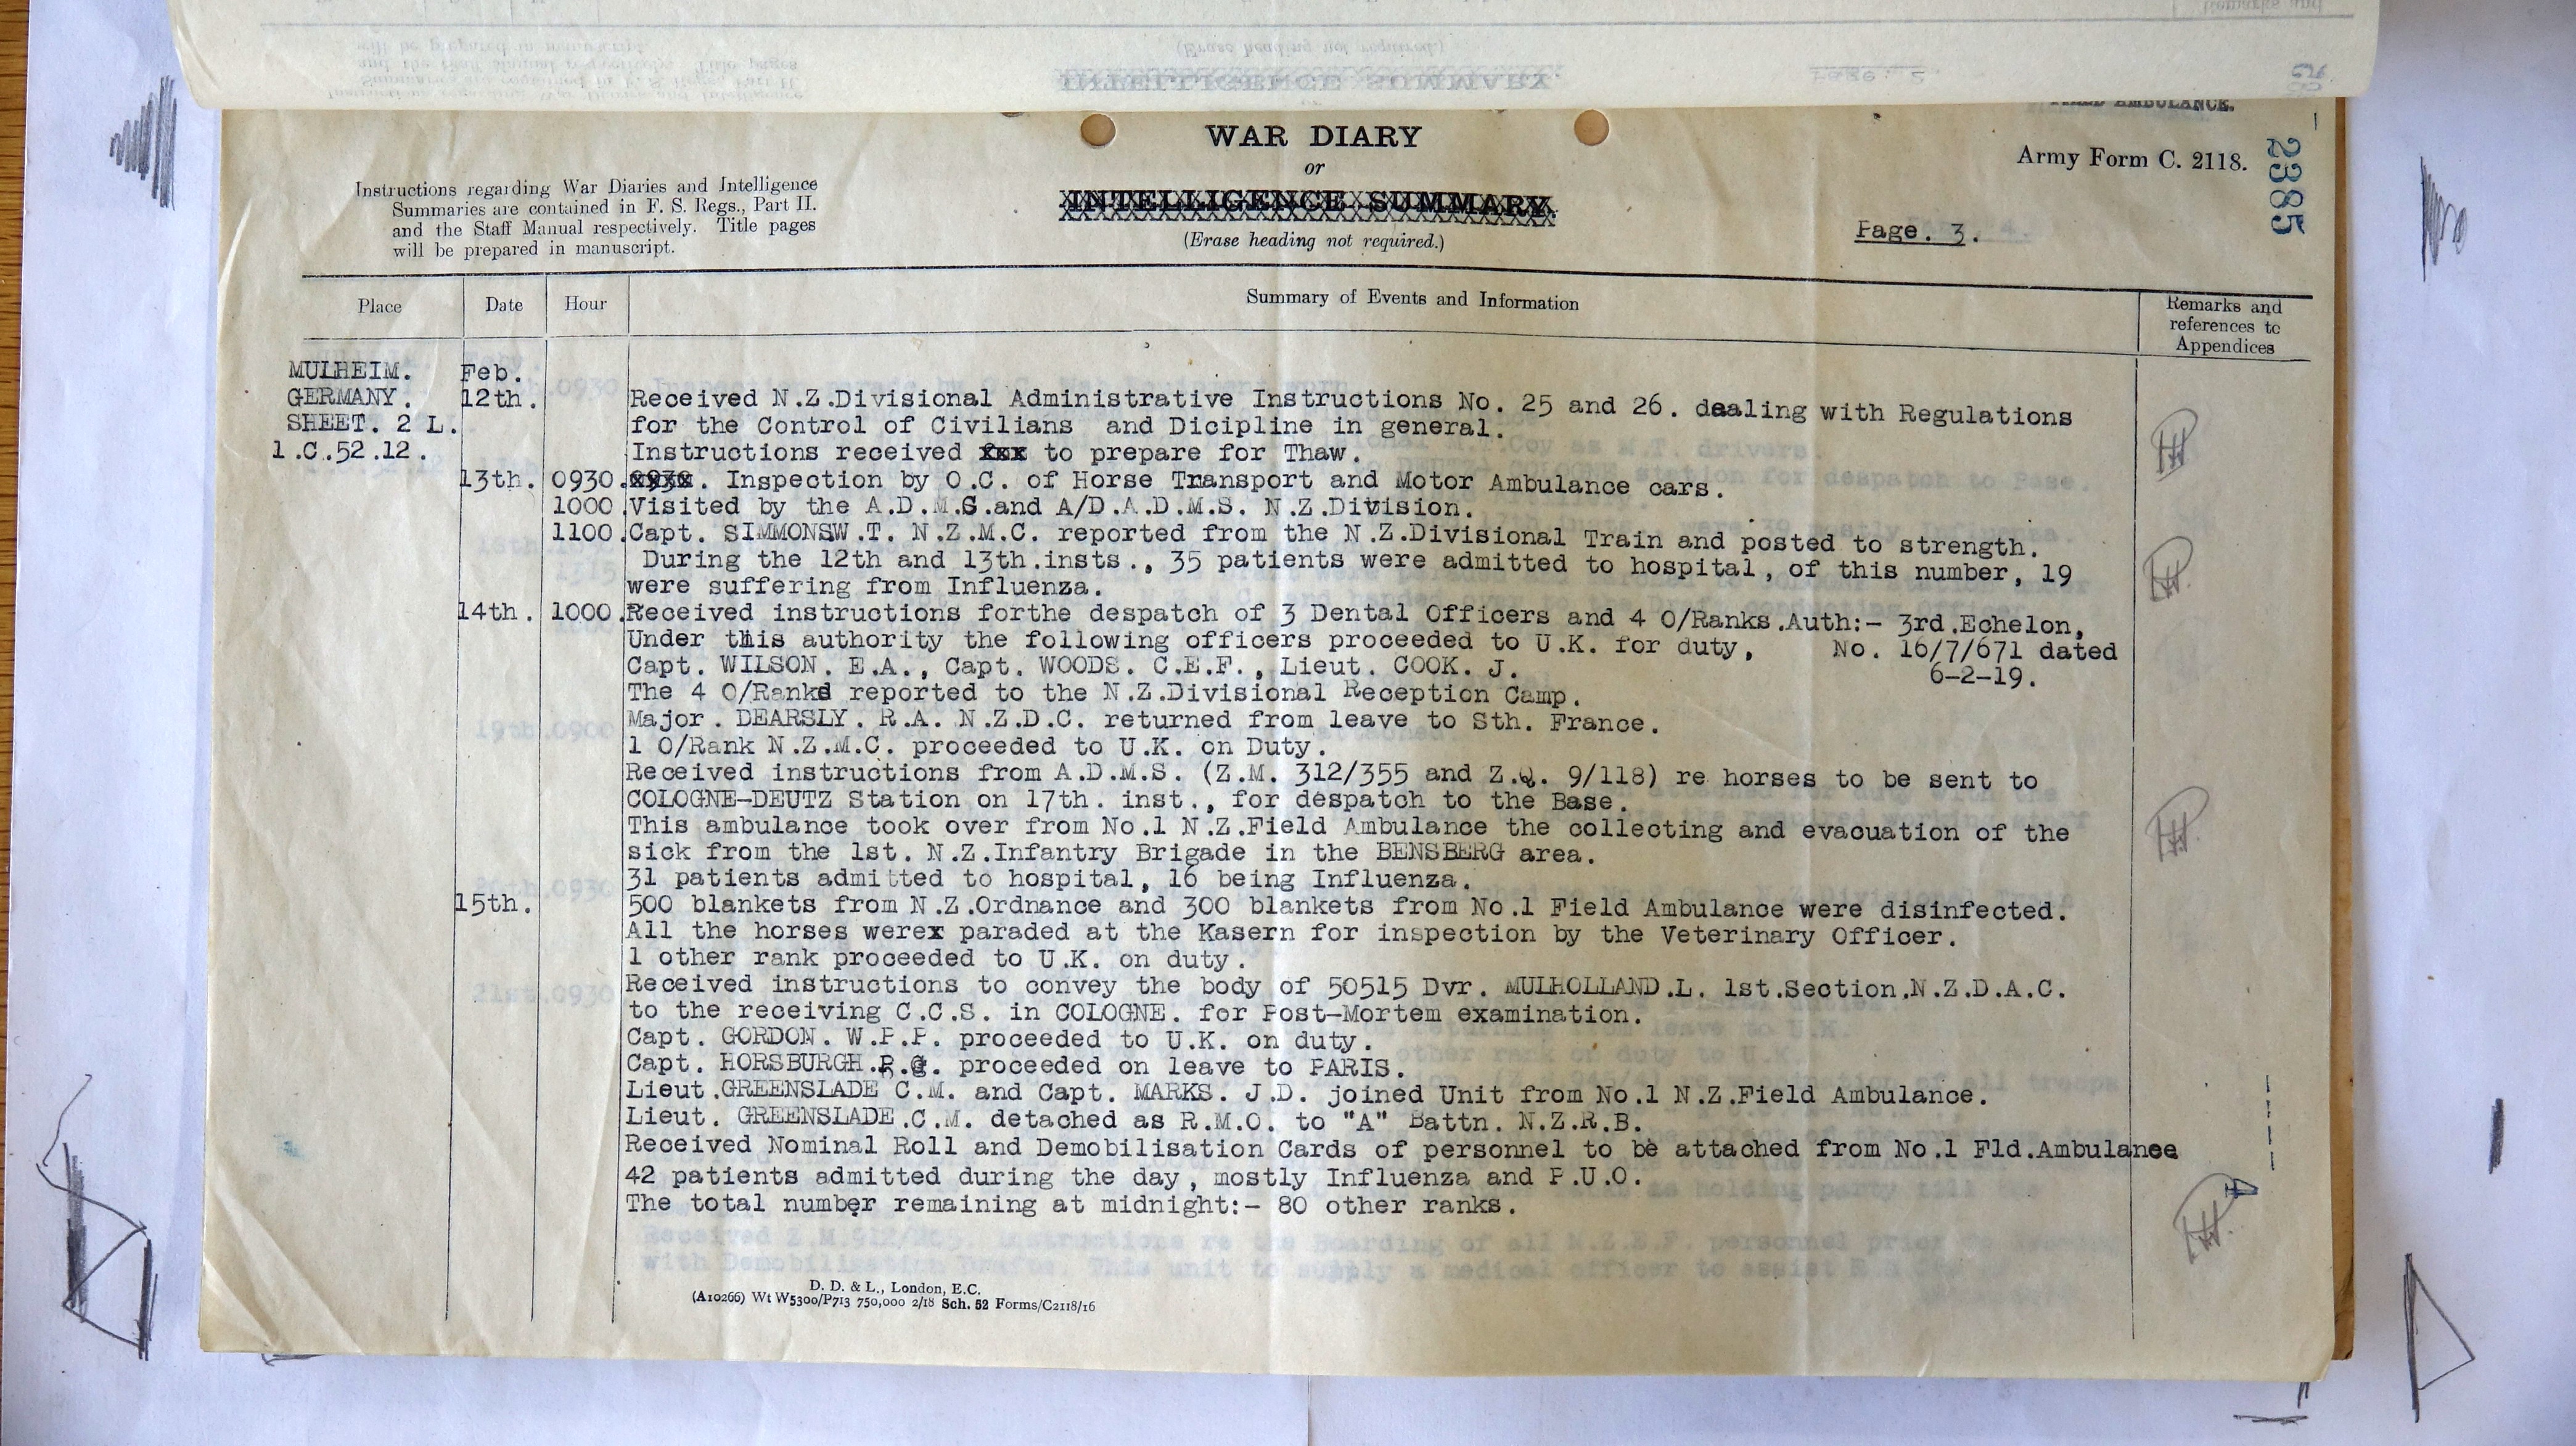 FIELD AMBULANCE.
WAR DIARY
or
INTELLIGENCE SUMMARY.
(Erase heading not required.)
Army Form C. 2118.
2385
Instructions regarding War Diaries and Intelligence
Summaries are contained in F. S. Regs., Part II.
and the Staff Manual respectively. Title pages
will be prepared in manuscript.
Page. 3.
Place Date Hour Summary of Events and Information Remarks and
references to
Appendices
MULHEIM. Feb.
GERMANY. 12th. Received N.Z.Divisional Administrative Instructions No. 25 and 26. dealing with Regulations
SHEET. 2 L. for the Control of Civilians and Dicipline in general.
1.C.52.12. Instructions received to prepare for Thaw.
13th. 0930. Inspection by O.C. of Horse Transport and Motor Ambulance cars.
1000. Visited by the A.D.M.S.and A/D.A.D.M.S. N.Z.Division.
1100. Capt. SIMMONSW.T. N.Z.M.C. reported from the N.Z.Divisional Train and posted to strength.
During the 12th and 13th.insts., 35 patients were admitted to hospital, of this number, 19
were suffering from Influenza.
14th. 1000. Received instructions forthe despatch of 3 Dental Officers and 4 O/Ranks.Auth:- 3rd.Echelon,
Under this authority the following officers proceeded to U.K. for duty, No. 16/7/671 dated
Capt. WILSON. E.A., Capt. WOODS. C.E.F., Lieut. COOK. J. 6-2-19.
The 4 O/Ranks reported to the N.Z.Divisional Reception Camp.
Major. DEARSLY. R.A. N.Z.D.C. returned from leave to Sth. France.
1 O/Rank N.Z.M.C. proceeded to U.K. on Duty.
Received instructions from A.D.M.S. (Z.M. 312/355 and Z.Q. 9/118) re horses to be sent to
COLOGNE-DEUTZ Station on 17th. inst., for despatch to the Base.
This ambulance took over from No.1 N.Z.Field Ambulance the collecting and evacuation of the
sick from the 1st. N.Z.Infantry Brigade in the BENSBERG area.
31 patients admitted to hospital, 16 being Influenza.
15th. 500 blankets from N.Z.Ordnance and 300 blankets from No.1 Field Ambulance were disinfected.
All the horses werex paraded at the Kasern for inspection by the Veterinary Officer.
1 other rank proceeded to U.K. on duty.
Received instructions to convey the body of 50515 Dvr. MULHOLLAND.L. 1st.Section.N.Z.D.A.C.
to the receiving C.C.S. in COLOGNE. for Post-Mortem examination.
Capt. GORDON. W.P.P. proceeded to U.K. on duty.
Capt. HORSBURGH.R.G. proceeded on leave to PARIS.
Lieut.GREENSLADE C.M. and Capt. MARKS. J.D. joined Unit from No.1 N.Z.Field Ambulance.
Lieut. GREENSLADE.C.M. detached as R.M.O. to "A" Battn. N.Z.R.B.
Received Nominal Roll and Demobilisation Cards of personnel to be attached from No.1 Fld.Ambulance
42 patients admitted during the day, mostly Influenza and P.U.O.
The total number remaining at midnight:- 80 other ranks.
D. D. & L., London, E.C.
(A10266) Wt W5300/P713 750,000 2/18 Sch. 52 Forms/C2118/16